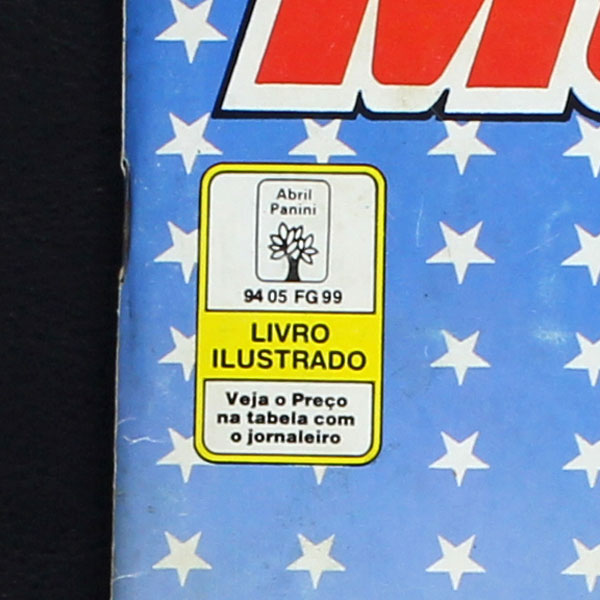 Abril
Panini
94 05 FG 99
LIVRO
ILUSTRADO
Veja o Preço
na tabela com
o jornaleiro